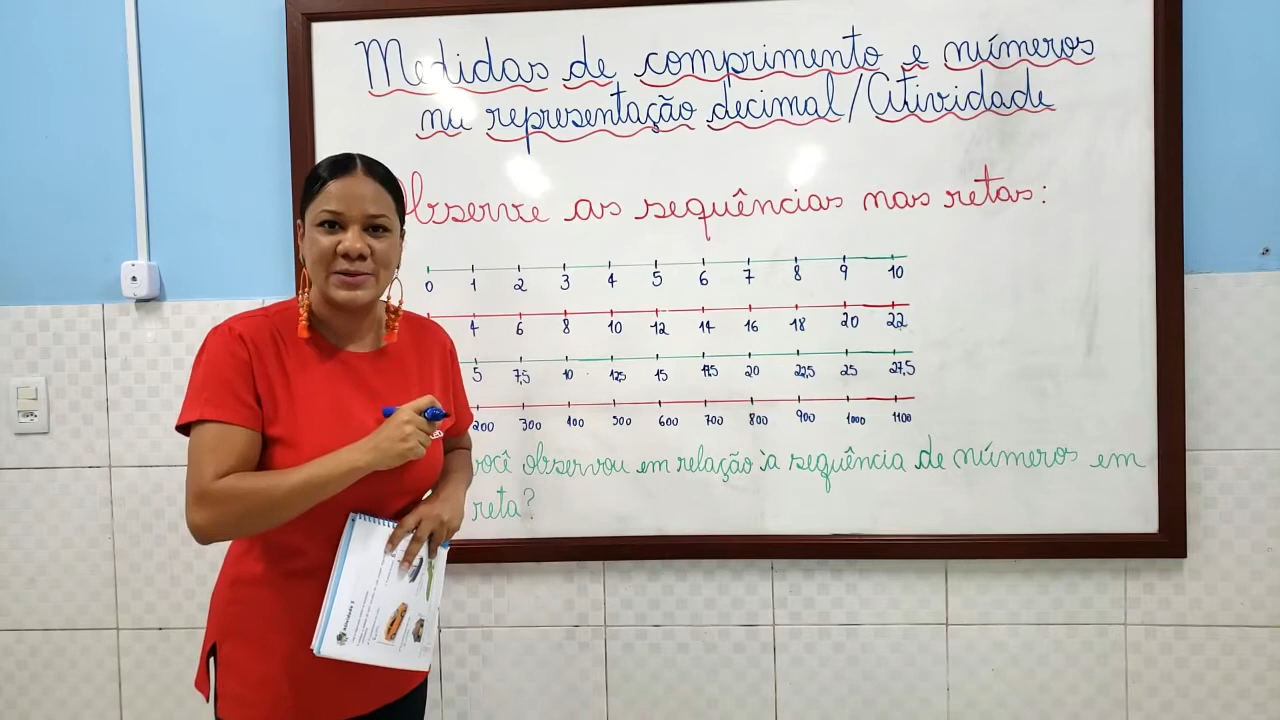 Medidas de comprimento e números
na representação decimal/Atividade
Observe as sequências nas retas:
0 1 2 3 4 5 6 7 8 9 10
4 6 8 10 12 14 16 18 20 22
5 7,5 10 12,5 15 17,5 20 22,5 25 27,5
200 300 400 500 600 700 800 900 1000 1100
você observou em relação à sequência de números em
reta?
Atividade 1